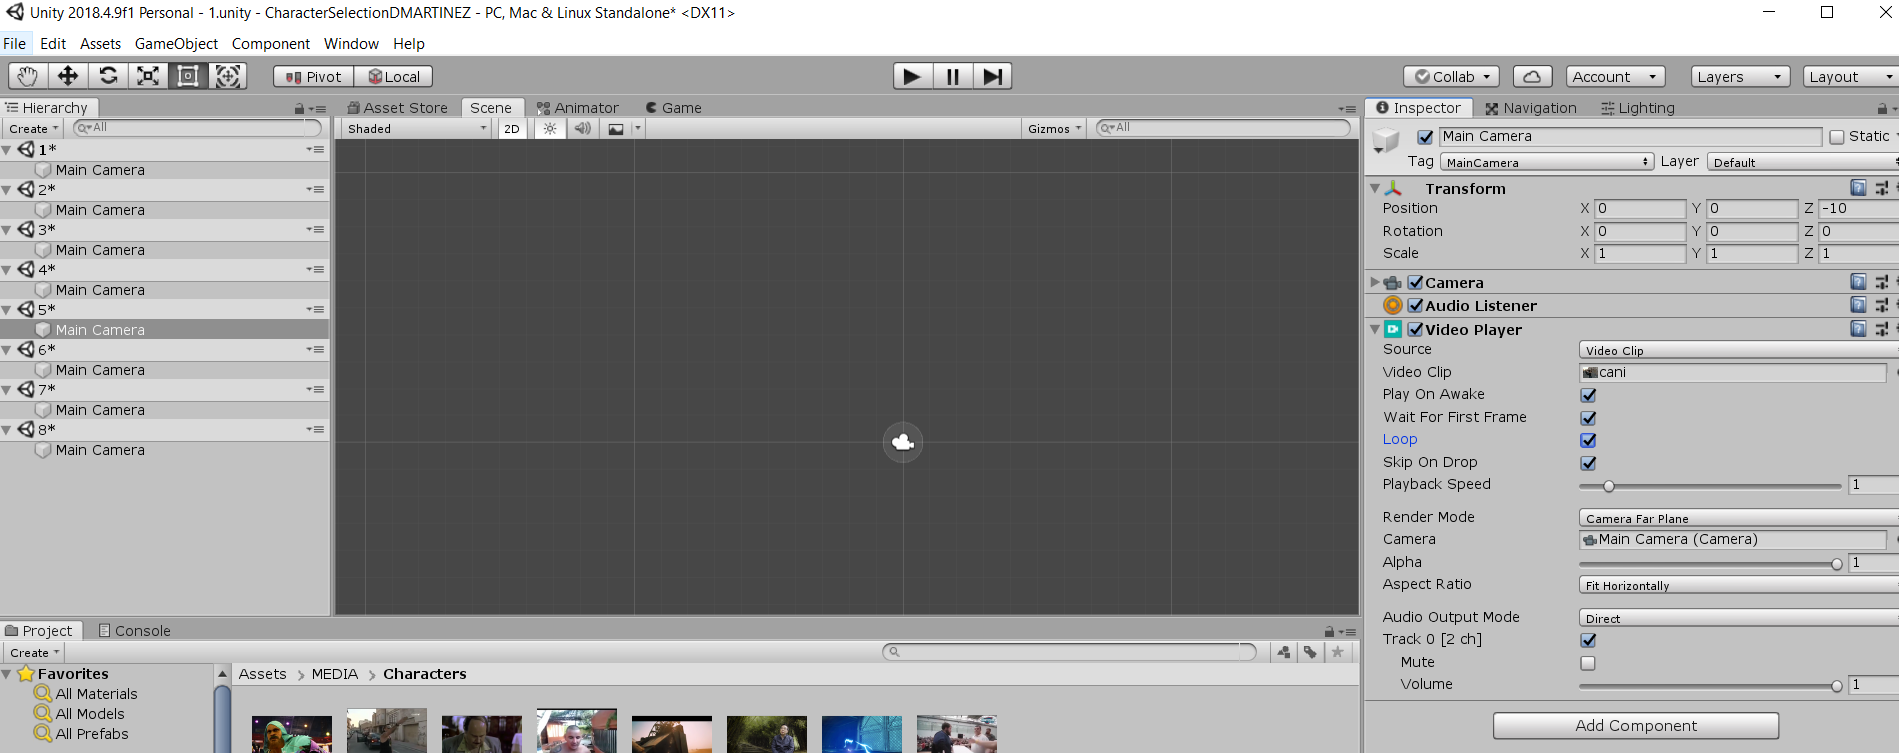 Unity 2018.4.9f1 Personal - 1.unity - CharacterSelectionDMARTINEZ - PC, Mac & Linux Standalone* <DX11>
File Edit Assets GameObject Component Window Help
Pivot Local Collab Account Layers Layout
Hierarchy
Create All
1*
Main Camera
2*
Main Camera
3*
Main Camera
4*
Main Camera
5*
Main Camera
6*
Main Camera
7*
Main Camera
8*
Main Camera
Asset Store Scene Animator Game
Shaded 2D Gizmos All
Inspector Navigation Lighting
Main Camera Static
Tag MainCamera Layer Default
Transform
Position X 0 Y 0 Z -10
Rotation X 0 Y 0 Z 0
Scale X 1 Y 1 Z 1
Camera
Audio Listener
Video Player
Source Video Clip
Video Clip cani
Play On Awake
Wait For First Frame
Loop
Skip On Drop
Playback Speed 1
Render Mode Camera Far Plane
Camera Main Camera (Camera)
Alpha 1
Aspect Ratio Fit Horizontally
Audio Output Mode Direct
Track 0 [2 ch]
Mute
Volume 1
Add Component
Project Console
Create
Favorites
All Materials
All Models
All Prefabs
Assets > MEDIA > Characters